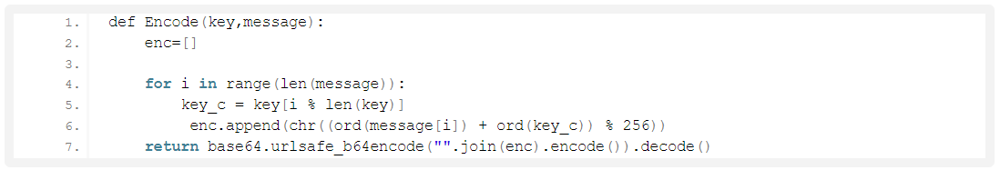 1. def Encode(key,message):
2.     enc=[]
3.
4.     for i in range(len(message)):
5.         key_c = key[i % len(key)]
6.          enc.append(chr((ord(message[i]) + ord(key_c)) % 256))
7.     return base64.urlsafe_b64encode("".join(enc).encode()).decode()